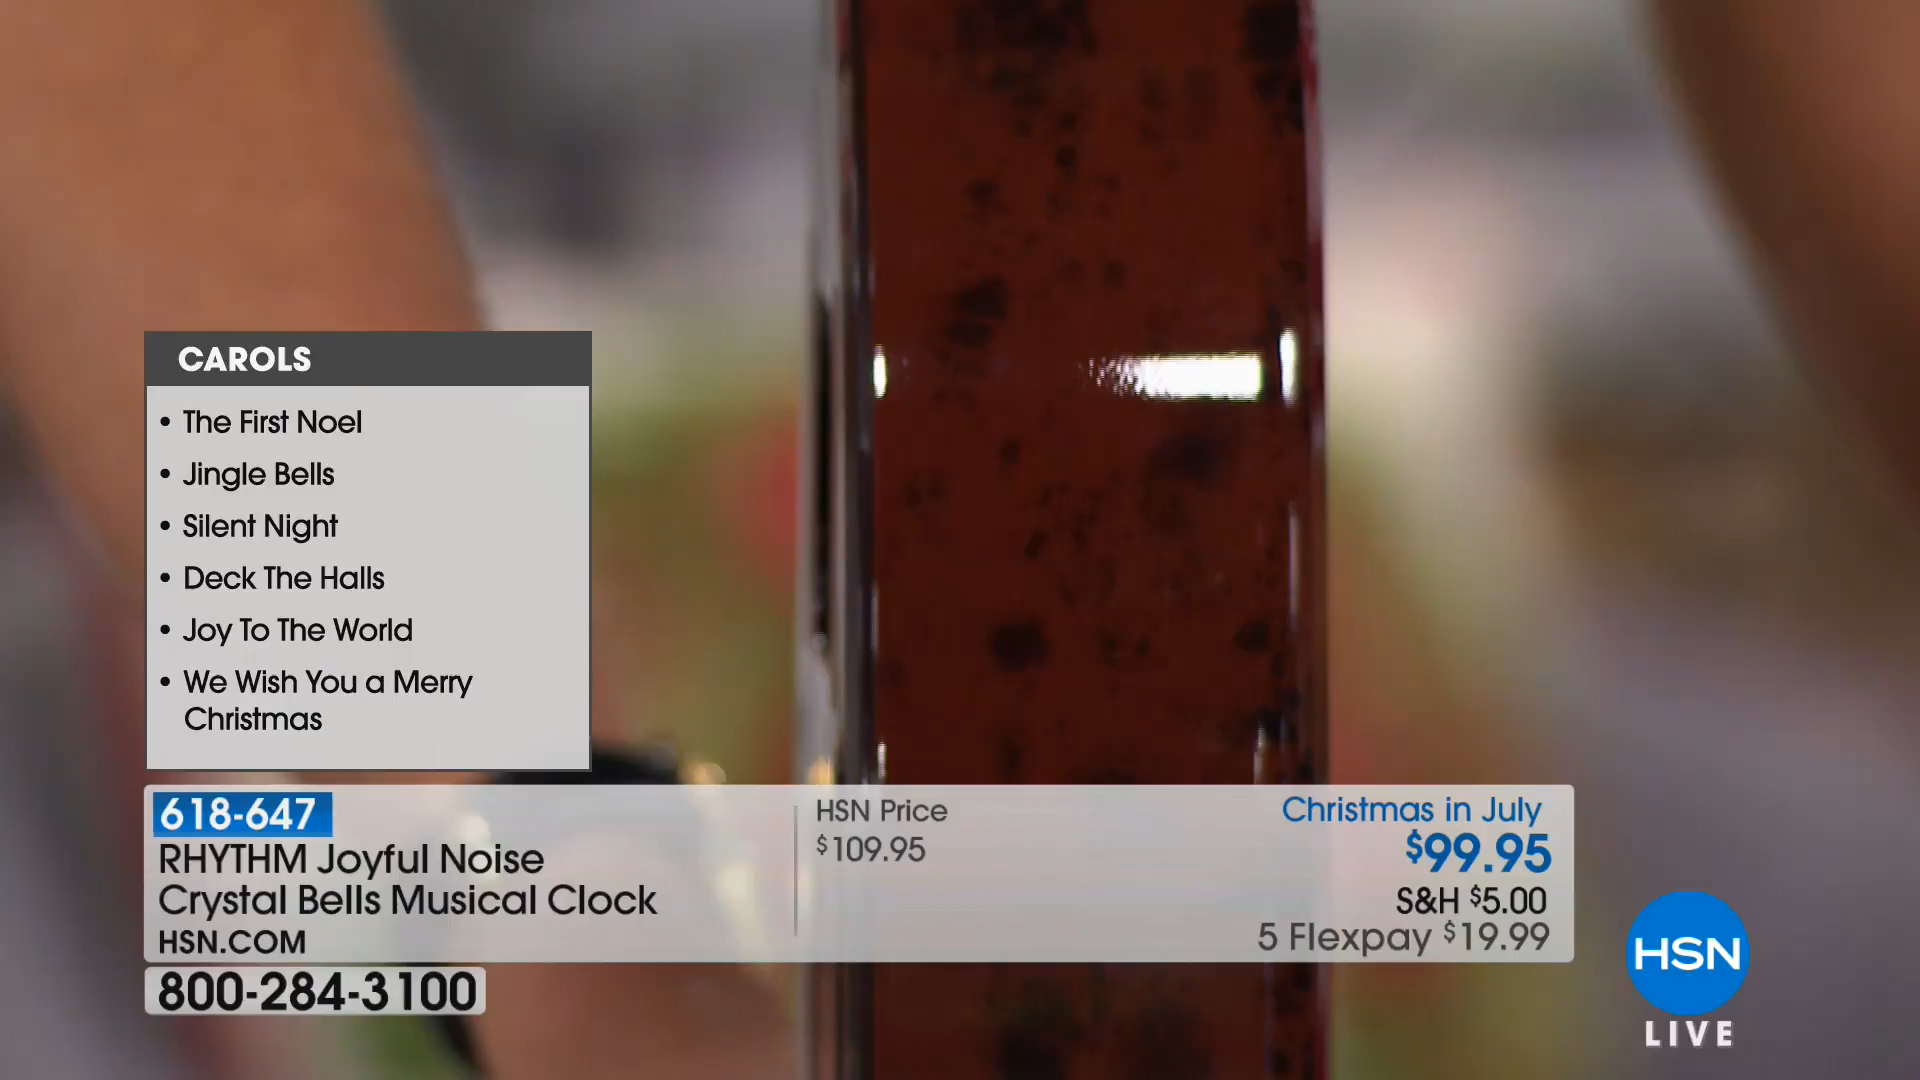 CAROLS
• The First Noel
• Jingle Bells
• Silent Night
• Deck The Halls
• Joy To The World
• We Wish You a Merry
Christmas
618-647
RHYTHM Joyful Noise
Crystal Bells Musical Clock
HSN.COM
800-284-3100
HSN Price
$109.95
Christmas in July
$99.95
S&H $5.00
5 Flexpay $19.99
HSN
LIVE